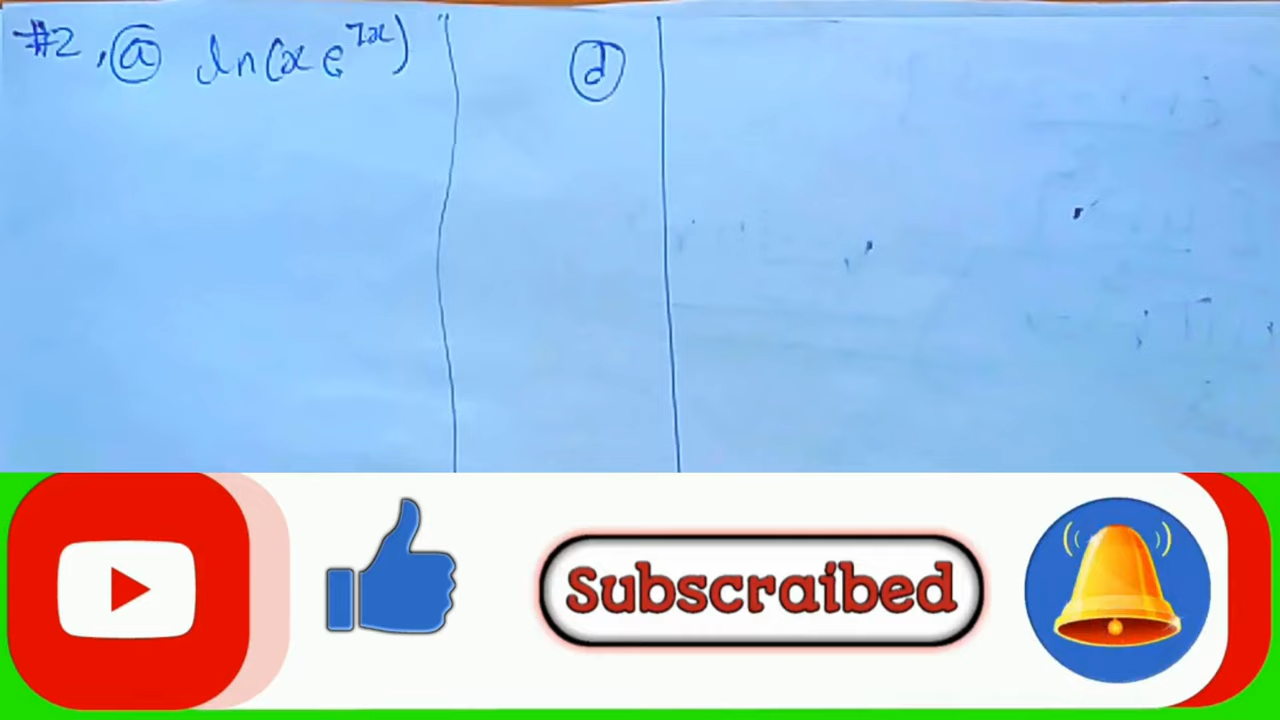 #2, ⓐ ln(x e^{7x})
ⓓ
Subscraibed